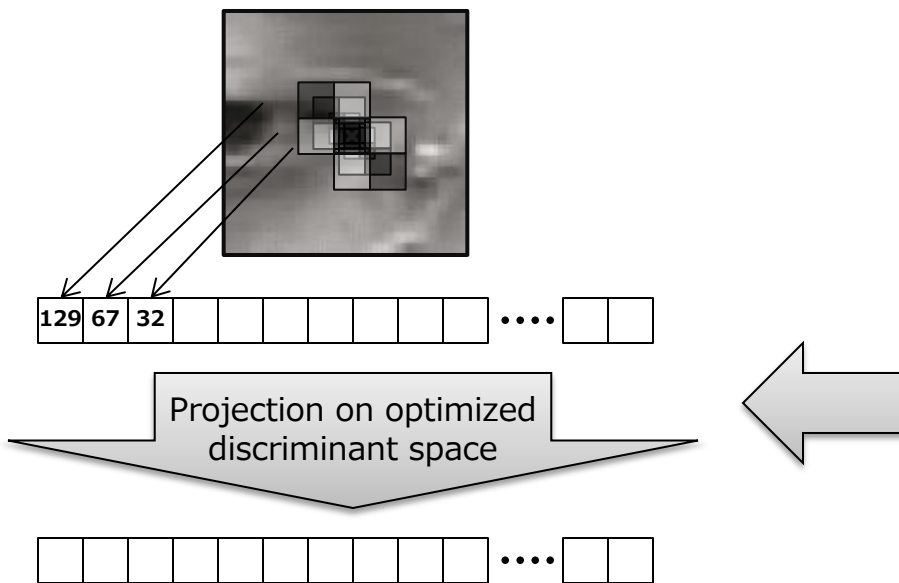 129 67 32 ••••
Projection on optimized
discriminant space
••••